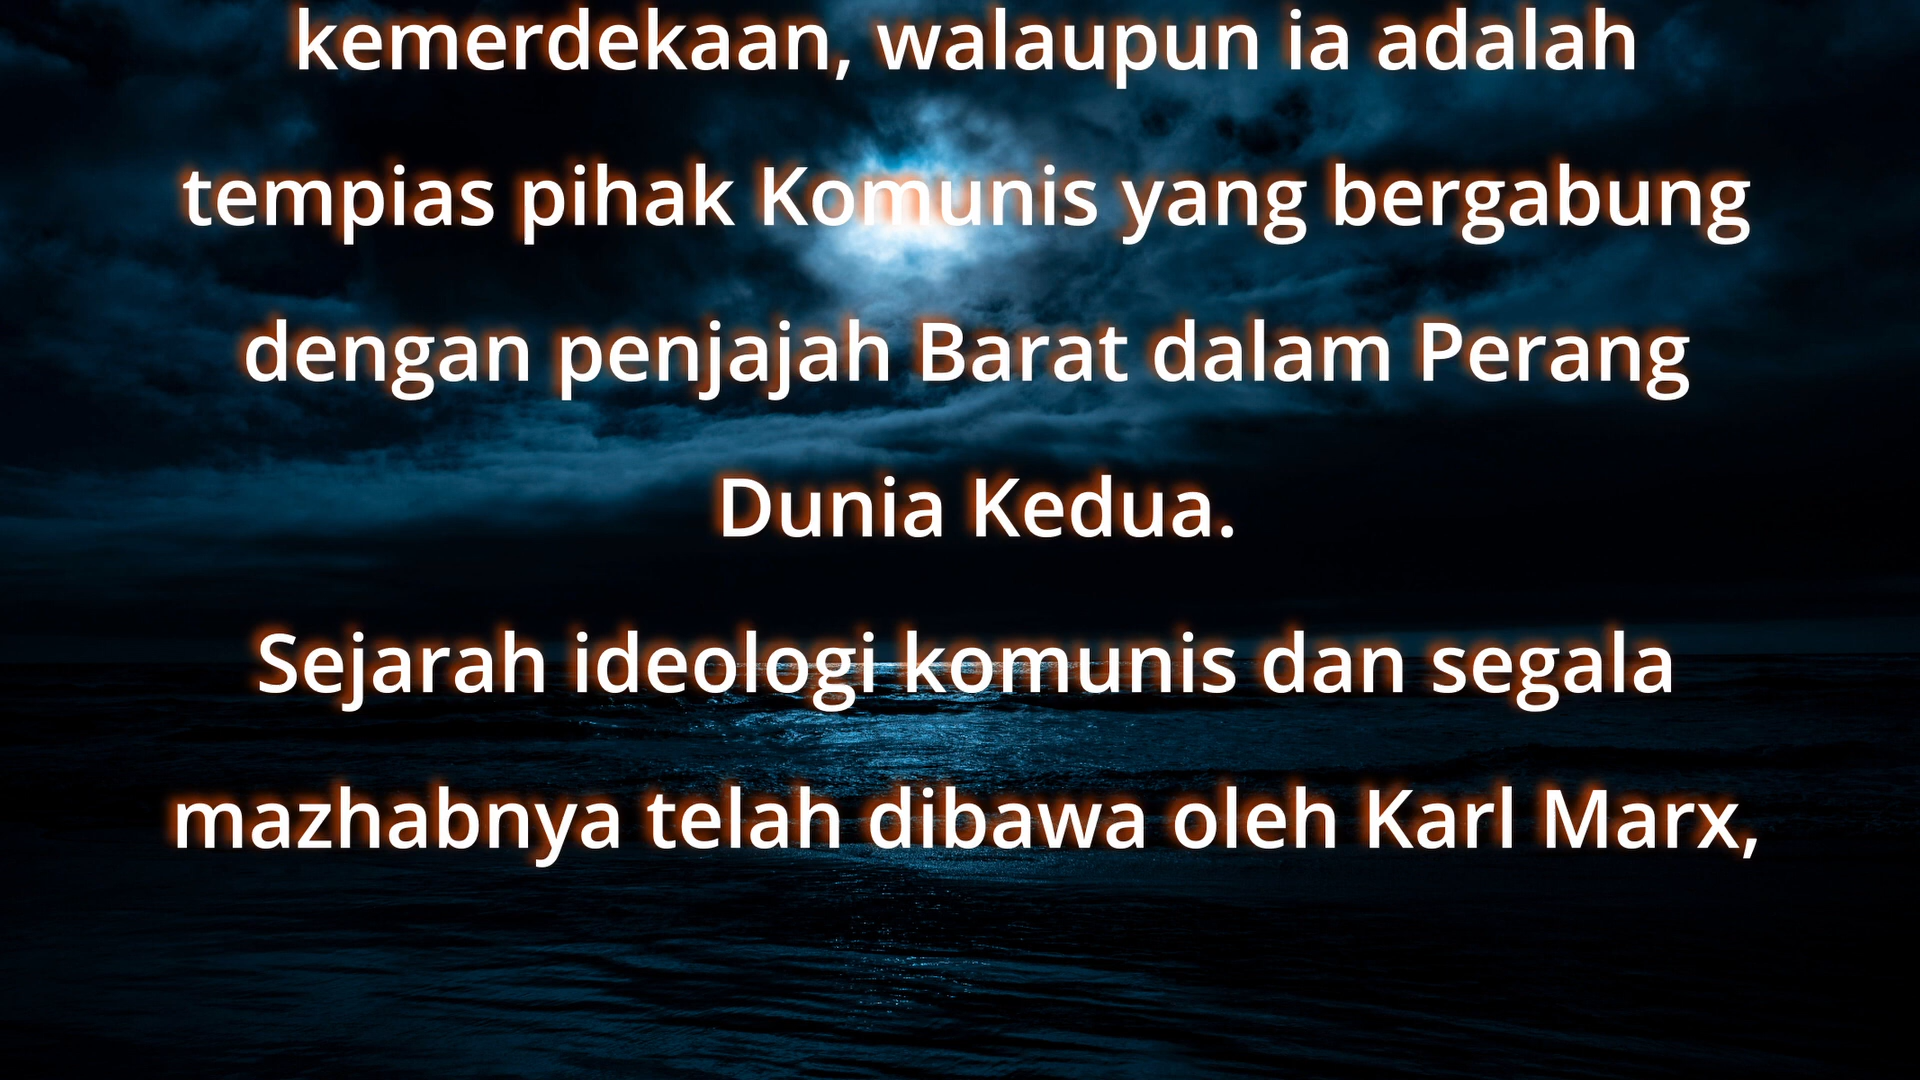 kemerdekaan, walaupun ia adalah
tempias pihak Komunis yang bergabung
dengan penjajah Barat dalam Perang
Dunia Kedua.
Sejarah ideologi komunis dan segala
mazhabnya telah dibawa oleh Karl Marx,